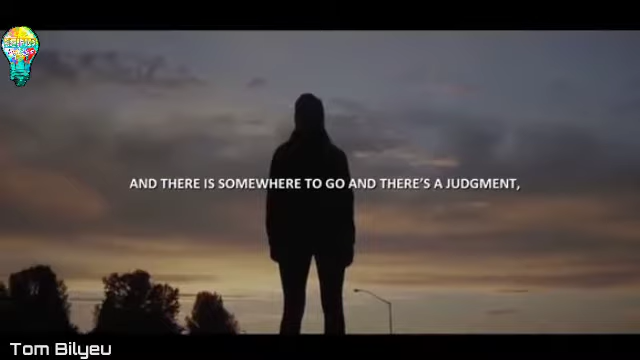 AND THERE IS SOMEWHERE TO GO AND THERE'S A JUDGMENT,
Tom Bilyeu